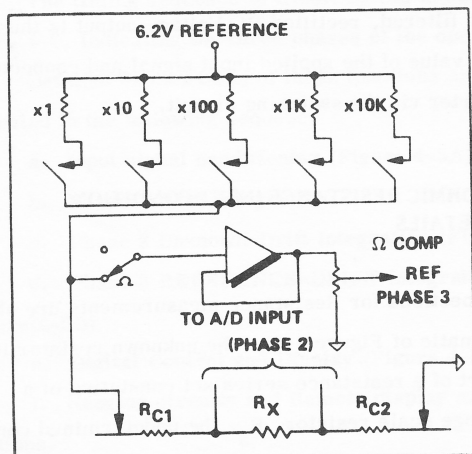 6.2V REFERENCE
x1 x10 x100 x1K x10K
Ω
Ω COMP
REF
PHASE 3
TO A/D INPUT
(PHASE 2)
RC1 RX RC2